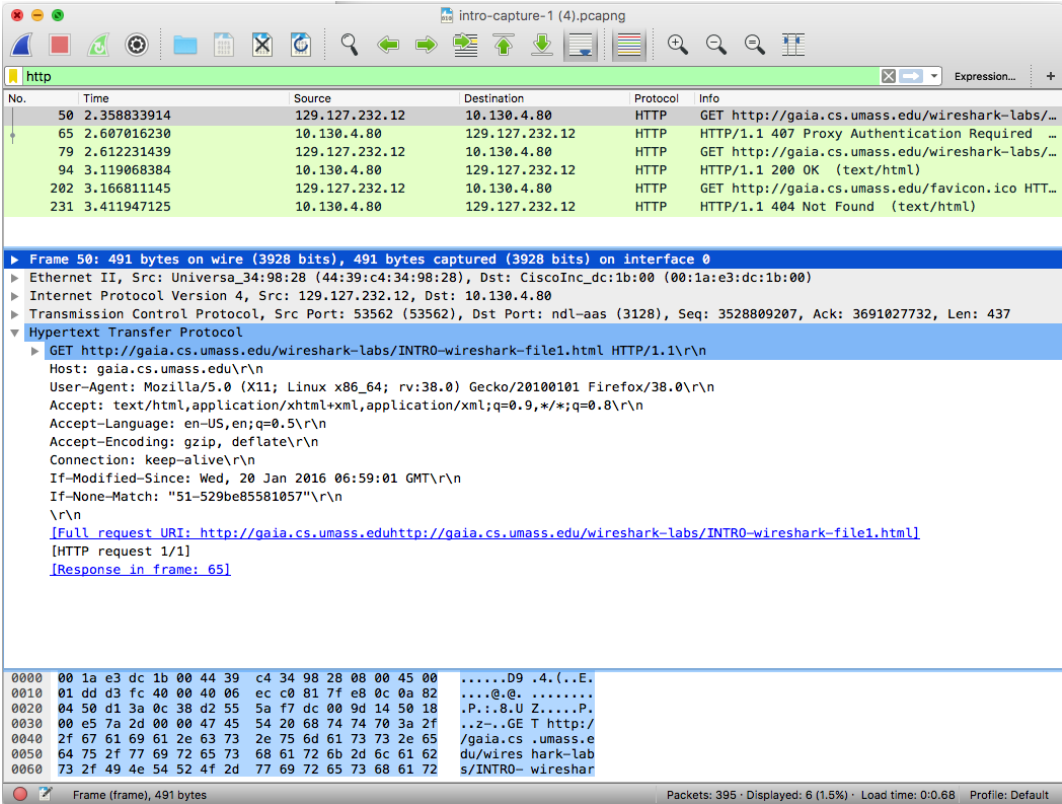 intro-capture-1 (4).pcapng
http Expression... +
No. Time Source Destination Protocol Info
50 2.358833914 129.127.232.12 10.130.4.80 HTTP GET http://gaia.cs.umass.edu/wireshark-labs/…
65 2.607016230 10.130.4.80 129.127.232.12 HTTP HTTP/1.1 407 Proxy Authentication Required …
79 2.612231439 129.127.232.12 10.130.4.80 HTTP GET http://gaia.cs.umass.edu/wireshark-labs/…
94 3.119068384 10.130.4.80 129.127.232.12 HTTP HTTP/1.1 200 OK (text/html)
202 3.166811145 129.127.232.12 10.130.4.80 HTTP GET http://gaia.cs.umass.edu/favicon.ico HTT…
231 3.411947125 10.130.4.80 129.127.232.12 HTTP HTTP/1.1 404 Not Found (text/html)
Frame 50: 491 bytes on wire (3928 bits), 491 bytes captured (3928 bits) on interface 0
Ethernet II, Src: Universa_34:98:28 (44:39:c4:34:98:28), Dst: CiscoInc_dc:1b:00 (00:1a:e3:dc:1b:00)
Internet Protocol Version 4, Src: 129.127.232.12, Dst: 10.130.4.80
Transmission Control Protocol, Src Port: 53562 (53562), Dst Port: ndl-aas (3128), Seq: 3528809207, Ack: 3691027732, Len: 437
Hypertext Transfer Protocol
GET http://gaia.cs.umass.edu/wireshark-labs/INTRO-wireshark-file1.html HTTP/1.1\r\n
Host: gaia.cs.umass.edu\r\n
User-Agent: Mozilla/5.0 (X11; Linux x86_64; rv:38.0) Gecko/20100101 Firefox/38.0\r\n
Accept: text/html,application/xhtml+xml,application/xml;q=0.9,*/*;q=0.8\r\n
Accept-Language: en-US,en;q=0.5\r\n
Accept-Encoding: gzip, deflate\r\n
Connection: keep-alive\r\n
If-Modified-Since: Wed, 20 Jan 2016 06:59:01 GMT\r\n
If-None-Match: "51-529be85581057"\r\n
\r\n
[Full request URI: http://gaia.cs.umass.eduhttp://gaia.cs.umass.edu/wireshark-labs/INTRO-wireshark-file1.html]
[HTTP request 1/1]
[Response in frame: 65]
0000 00 1a e3 dc 1b 00 44 39 c4 34 98 28 08 00 45 00 ......D9 .4.(..E.
0010 01 dd d3 fc 40 00 40 06 ec c0 81 7f e8 0c 0a 82 ....@.@. ........
0020 04 50 d1 3a 0c 38 d2 55 5a f7 dc 00 9d 14 50 18 .P.:.8.U Z.....P.
0030 00 e5 7a 2d 00 00 47 45 54 20 68 74 74 70 3a 2f ..z-..GE T http:/
0040 2f 67 61 69 61 2e 63 73 2e 75 6d 61 73 73 2e 65 /gaia.cs .umass.e
0050 64 75 2f 77 69 72 65 73 68 61 72 6b 2d 6c 61 62 du/wires hark-lab
0060 73 2f 49 4e 54 52 4f 2d 77 69 72 65 73 68 61 72 s/INTRO- wireshar
Frame (frame), 491 bytes Packets: 395 · Displayed: 6 (1.5%) · Load time: 0:0.68 Profile: Default